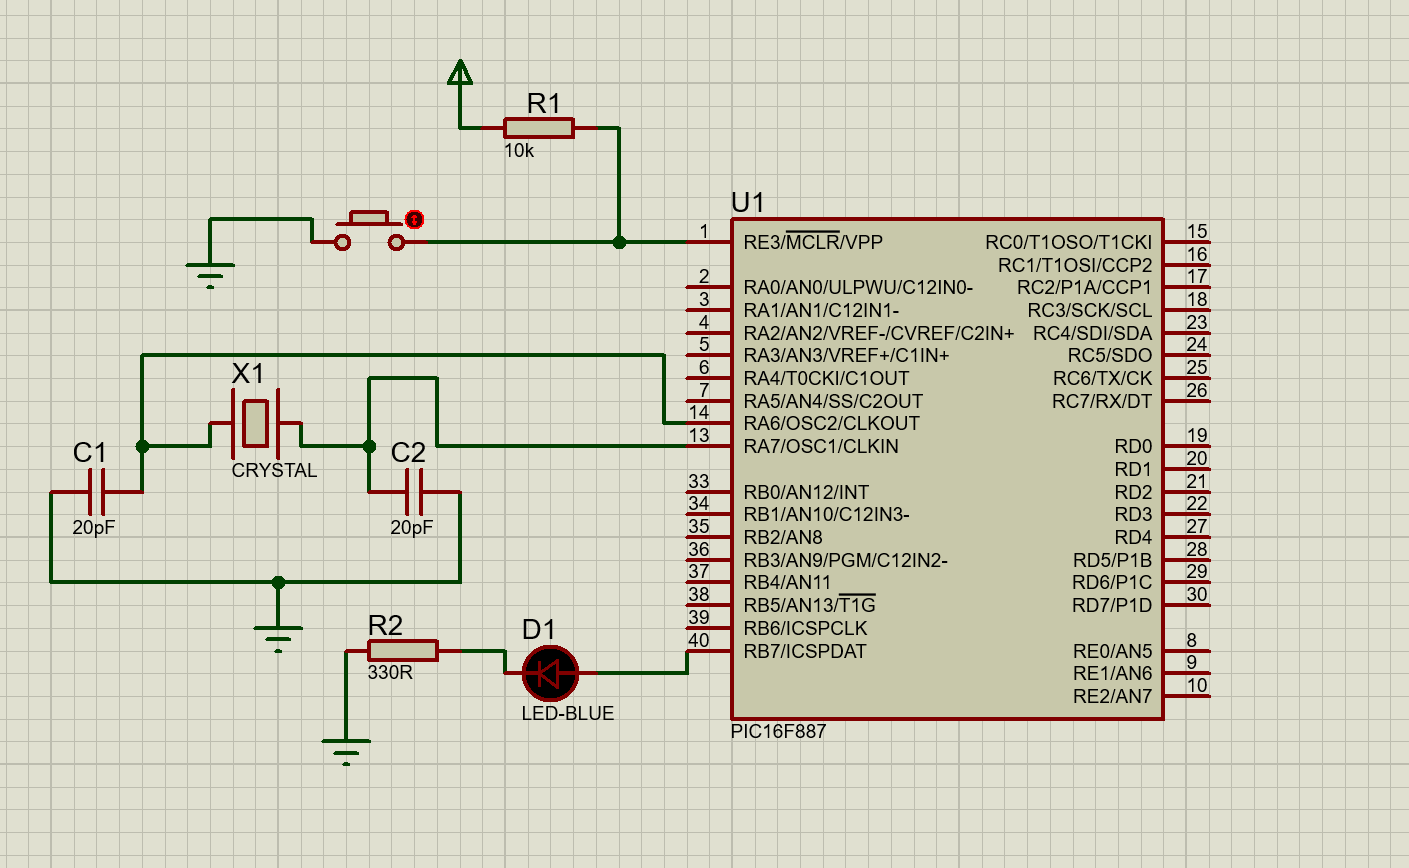 R1
10k
U1
1
RE3/MCLR/VPP
2
RA0/AN0/ULPWU/C12IN0-
3
RA1/AN1/C12IN1-
4
RA2/AN2/VREF-/CVREF/C2IN+
5
RA3/AN3/VREF+/C1IN+
6
RA4/T0CKI/C1OUT
7
RA5/AN4/SS/C2OUT
14
RA6/OSC2/CLKOUT
13
RA7/OSC1/CLKIN
33
RB0/AN12/INT
34
RB1/AN10/C12IN3-
35
RB2/AN8
36
RB3/AN9/PGM/C12IN2-
37
RB4/AN11
38
RB5/AN13/T1G
39
RB6/ICSPCLK
40
RB7/ICSPDAT
RC0/T1OSO/T1CKI
15
RC1/T1OSI/CCP2
16
RC2/P1A/CCP1
17
RC3/SCK/SCL
18
RC4/SDI/SDA
23
RC5/SDO
24
RC6/TX/CK
25
RC7/RX/DT
26
RD0
19
RD1
20
RD2
21
RD3
22
RD4
27
RD5/P1B
28
RD6/P1C
29
RD7/P1D
30
RE0/AN5
8
RE1/AN6
9
RE2/AN7
10
PIC16F887
X1
CRYSTAL
C1
20pF
C2
20pF
R2
330R
D1
LED-BLUE